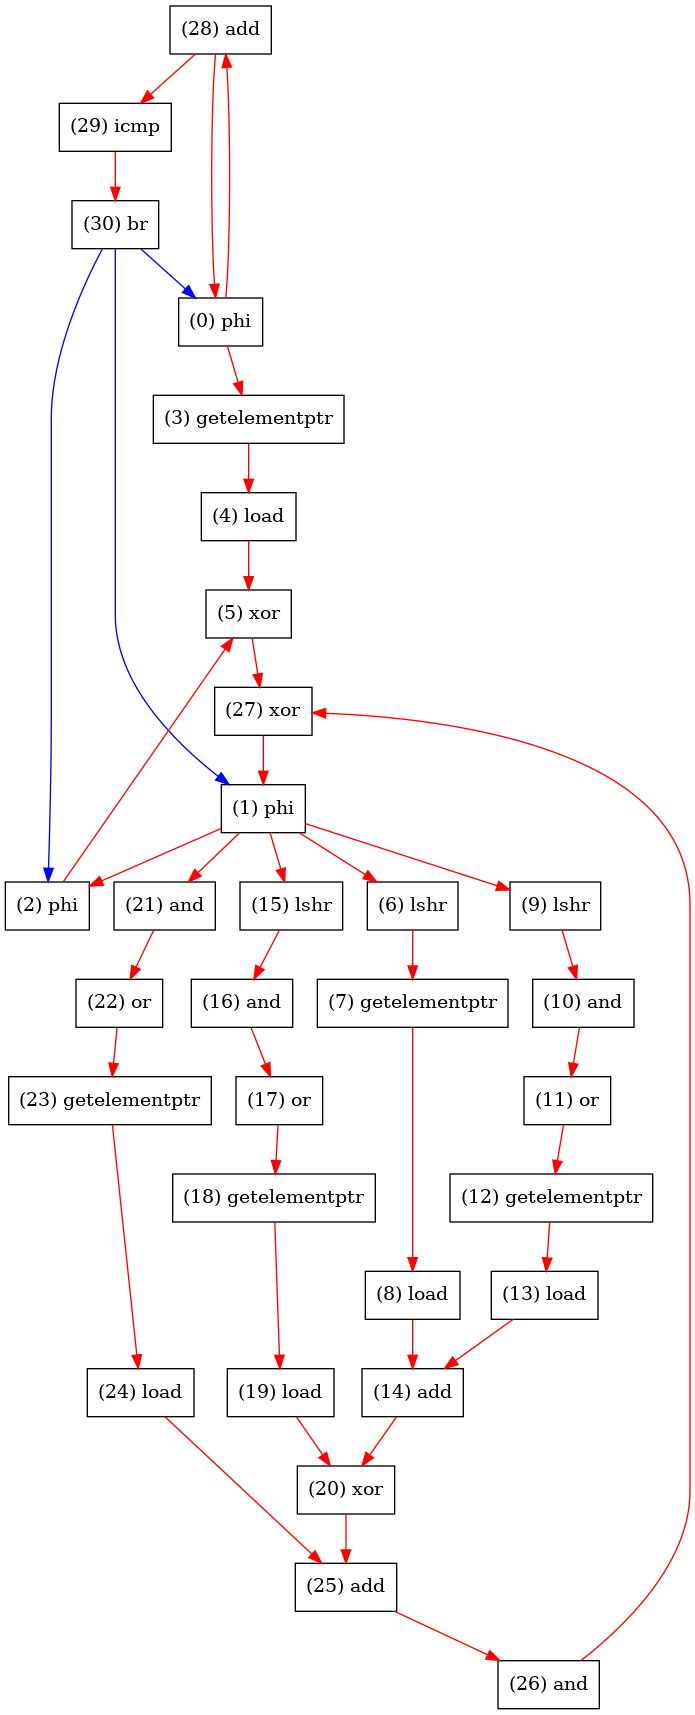 (28) add
(29) icmp
(30) br
(0) phi
(3) getelementptr
(4) load
(5) xor
(27) xor
(1) phi
(2) phi
(21) and
(15) lshr
(6) lshr
(9) lshr
(22) or
(16) and
(7) getelementptr
(10) and
(23) getelementptr
(17) or
(11) or
(18) getelementptr
(12) getelementptr
(8) load
(13) load
(24) load
(19) load
(14) add
(20) xor
(25) add
(26) and